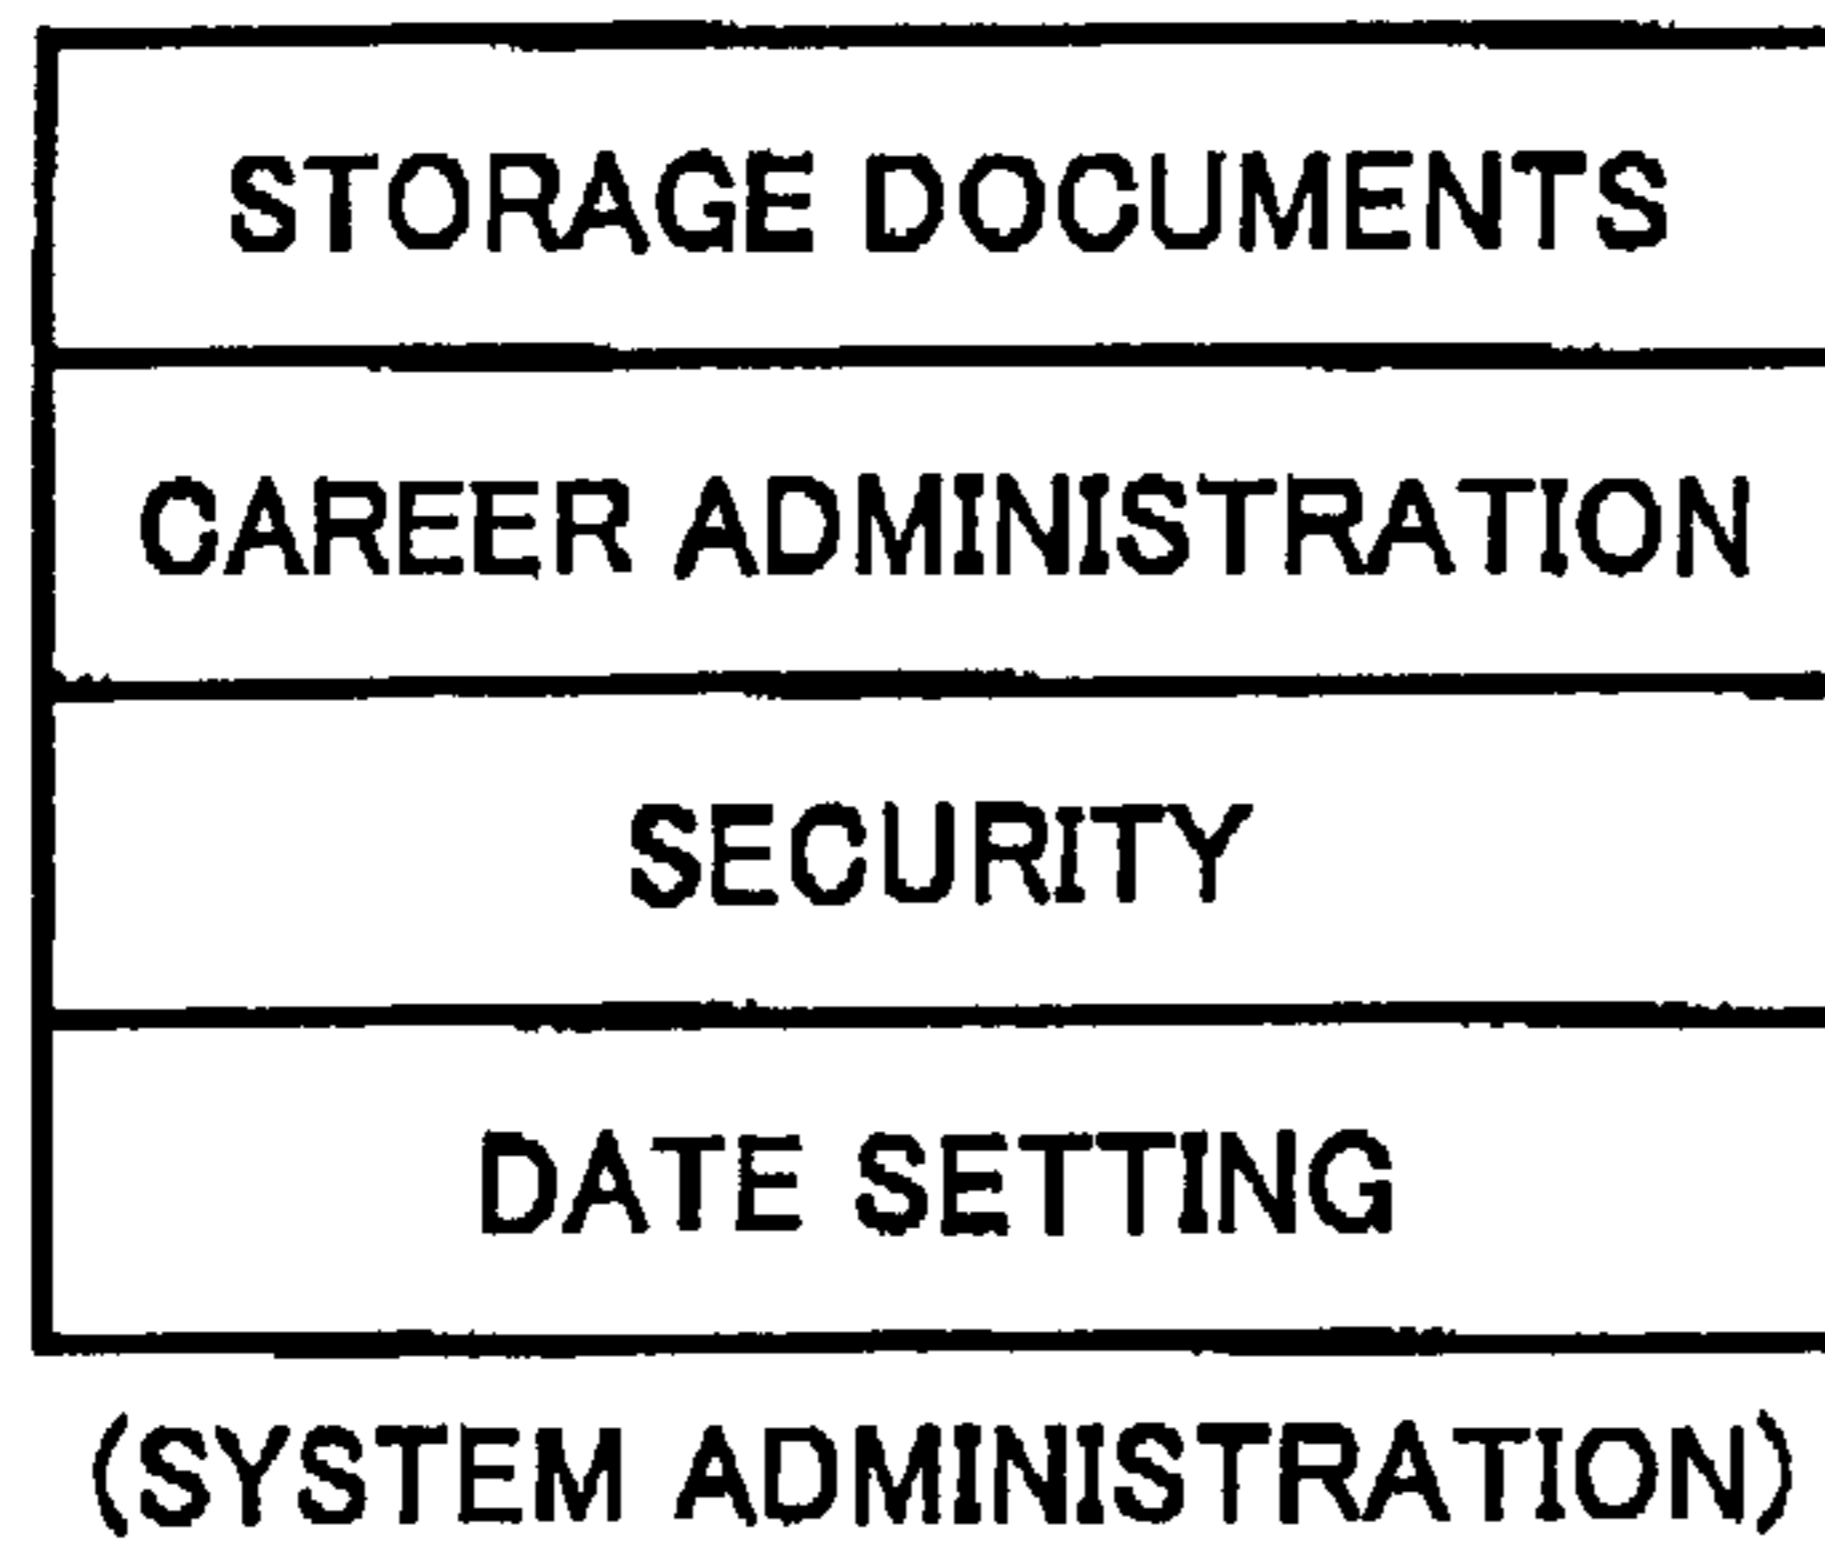 STORAGE DOCUMENTS
CAREER ADMINISTRATION
SECURITY
DATE SETTING
(SYSTEM ADMINISTRATION)